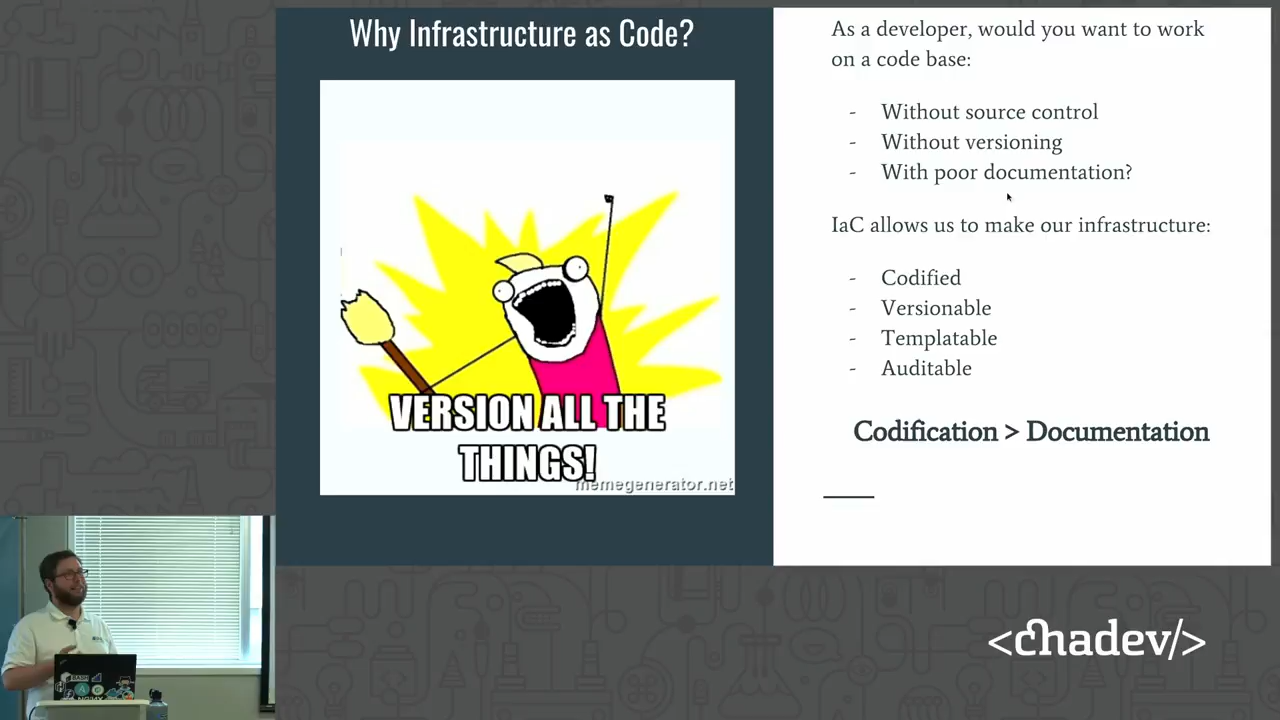 Why Infrastructure as Code?
VERSION ALL THE
THINGS!
memegenerator.net
As a developer, would you want to work
on a code base:
- Without source control
- Without versioning
- With poor documentation?
IaC allows us to make our infrastructure:
- Codified
- Versionable
- Templatable
- Auditable
Codification > Documentation
<chadev/>
NGINX